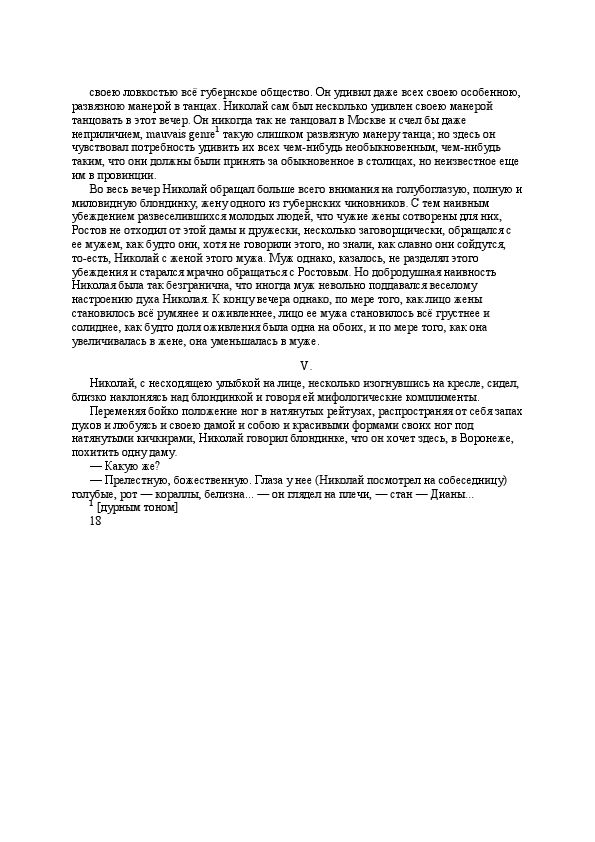 своею ловкостью всё губернское общество. Он удивил даже всех своею особенною,
развязною манерой в танцах. Николай сам был несколько удивлен своею манерой
танцовать в этот вечер. Он никогда так не танцовал в Москве и счел бы даже
неприличием, mauvais genre¹ такую слишком развязную манеру танца; но здесь он
чувствовал потребность удивить их всех чем-нибудь необыкновенным, чем-нибудь
таким, что они должны были принять за обыкновенное в столицах, но неизвестное еще
им в провинции.
Во весь вечер Николай обращал больше всего внимания на голубоглазую, полную и
миловидную блондинку, жену одного из губернских чиновников. С тем наивным
убеждением развеселившихся молодых людей, что чужие жены сотворены для них,
Ростов не отходил от этой дамы и дружески, несколько заговорщически, обращался с
ее мужем, как будто они, хотя не говорили этого, но знали, как славно они сойдутся,
то-есть, Николай с женой этого мужа. Муж однако, казалось, не разделял этого
убеждения и старался мрачно обращаться с Ростовым. Но добродушная наивность
Николая была так безгранична, что иногда муж невольно поддавался веселому
настроению духа Николая. К концу вечера однако, по мере того, как лицо жены
становилось всё румянее и оживленнее, лицо ее мужа становилось всё грустнее и
солиднее, как будто доля оживления была одна на обоих, и по мере того, как она
увеличивалась в жене, она уменьшалась в муже.
V.
Николай, с несходящею улыбкой на лице, несколько изогнувшись на кресле, сидел,
близко наклоняясь над блондинкой и говоря ей мифологические комплименты.
Переменяя бойко положение ног в натянутых рейтузах, распространяя от себя запах
духов и любуясь и своею дамой и собою и красивыми формами своих ног под
натянутыми кичкирами, Николай говорил блондинке, что он хочет здесь, в Воронеже,
похитить одну даму.
— Какую же?
— Прелестную, божественную. Глаза у нее (Николай посмотрел на собеседницу)
голубые, рот — кораллы, белизна... — он глядел на плечи, — стан — Дианы...
¹ [дурным тоном]
18